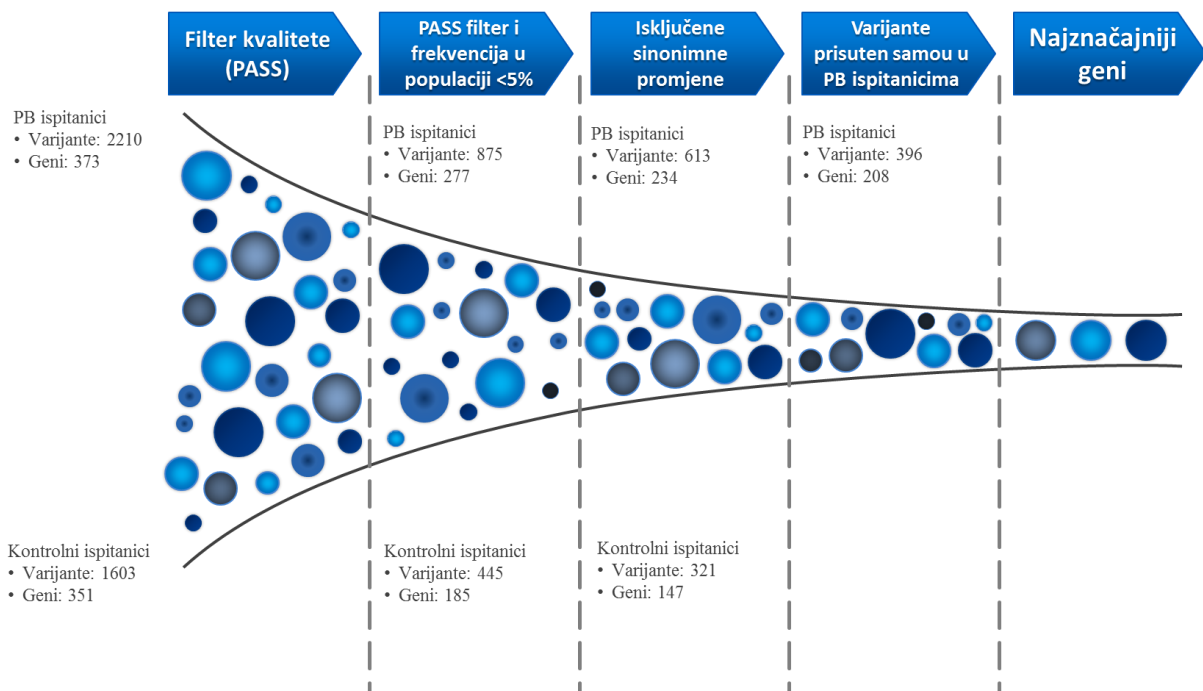 Filter kvalitete
(PASS)
PASS filter i
frekvencija u
populaciji <5%
Isključene
sinonimne
promjene
Varijante
prisuten samou u
PB ispitanicima
Najznačajniji
geni
PB ispitanici
• Varijante: 2210
• Geni: 373
PB ispitanici
• Varijante: 875
• Geni: 277
PB ispitanici
• Varijante: 613
• Geni: 234
PB ispitanici
• Varijante: 396
• Geni: 208
Kontrolni ispitanici
• Varijante: 1603
• Geni: 351
Kontrolni ispitanici
• Varijante: 445
• Geni: 185
Kontrolni ispitanici
• Varijante: 321
• Geni: 147